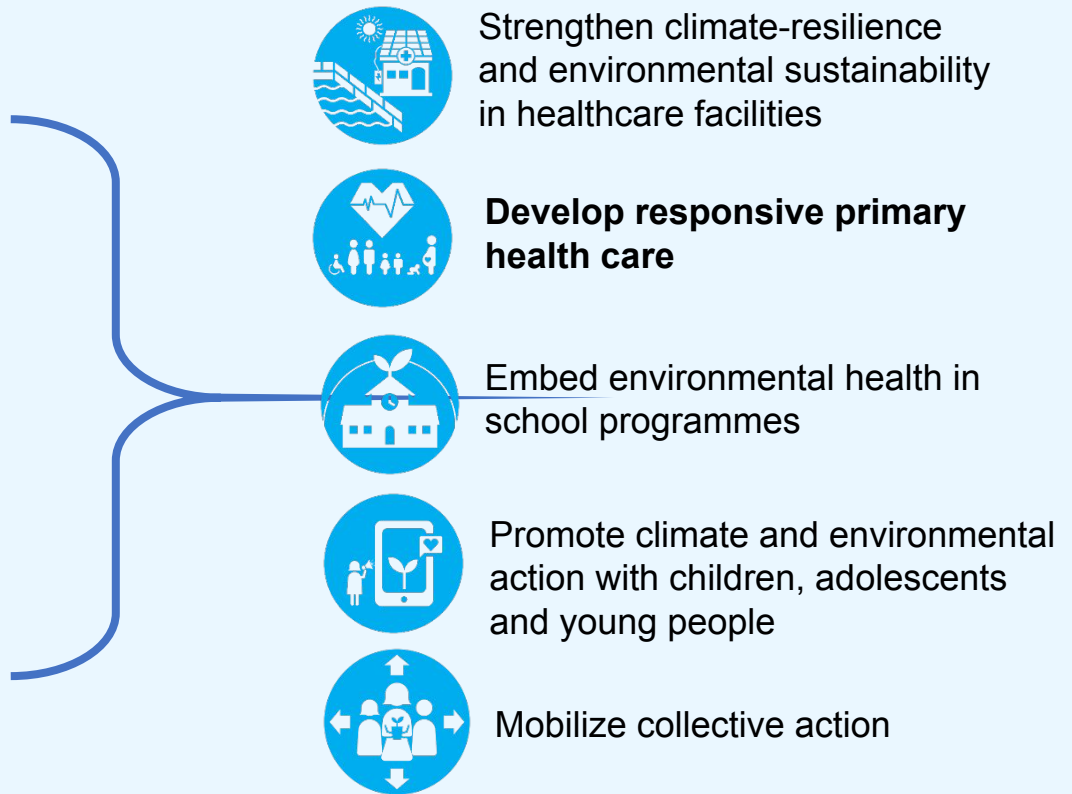 Strengthen climate-resilience
and environmental sustainability
in healthcare facilities
Develop responsive primary
health care
Embed environmental health in
school programmes
Promote climate and environmental
action with children, adolescents
and young people
Mobilize collective action